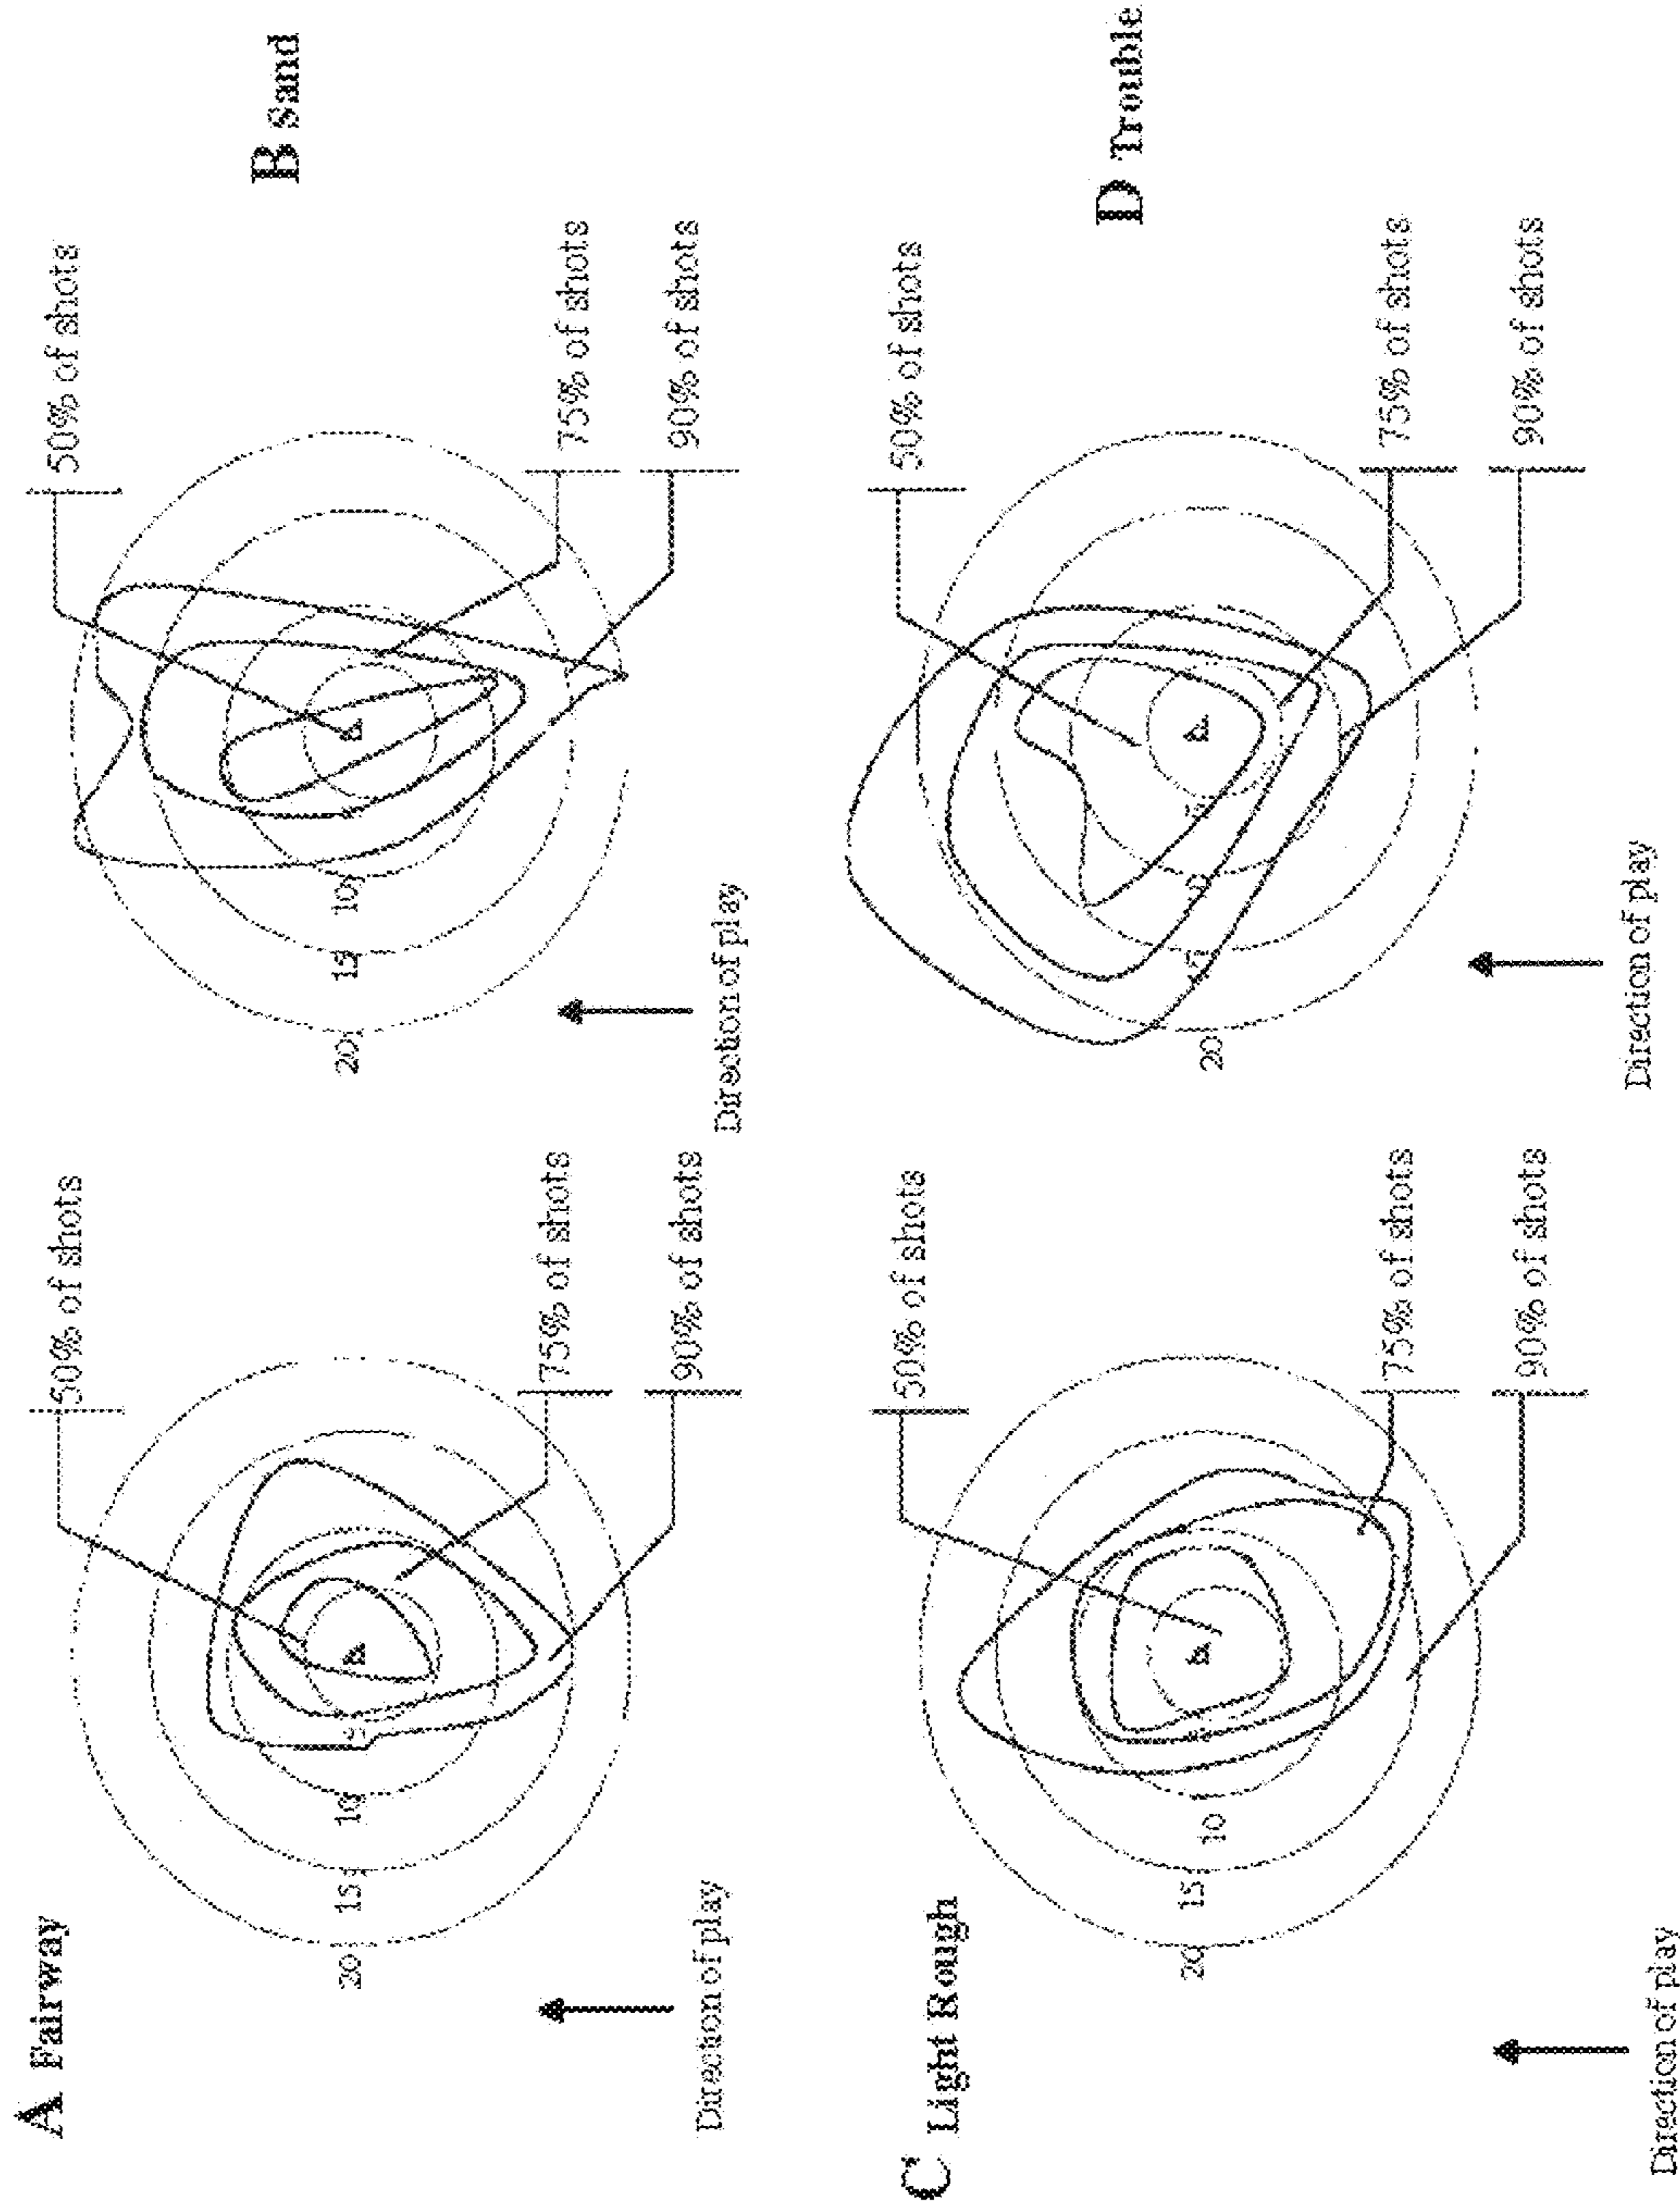 A Fairway
50% of shots
75% of shots
90% of shots
5
10
15
20
Direction of play
B Sand
50% of shots
75% of shots
90% of shots
10
15
20
Direction of play
C Light Rough
50% of shots
75% of shots
90% of shots
10
15
20
Direction of play
D Trouble
50% of shots
75% of shots
90% of shots
20
Direction of play